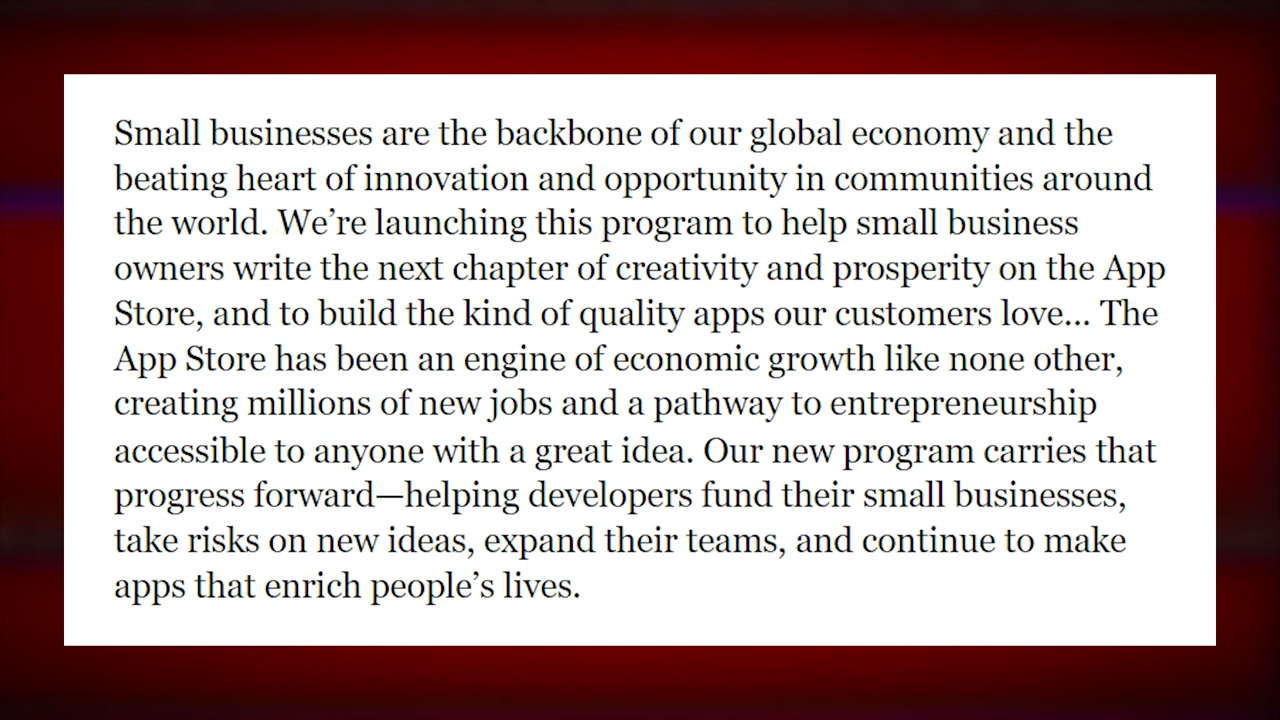 Small businesses are the backbone of our global economy and the
beating heart of innovation and opportunity in communities around
the world. We’re launching this program to help small business
owners write the next chapter of creativity and prosperity on the App
Store, and to build the kind of quality apps our customers love... The
App Store has been an engine of economic growth like none other,
creating millions of new jobs and a pathway to entrepreneurship
accessible to anyone with a great idea. Our new program carries that
progress forward—helping developers fund their small businesses,
take risks on new ideas, expand their teams, and continue to make
apps that enrich people’s lives.